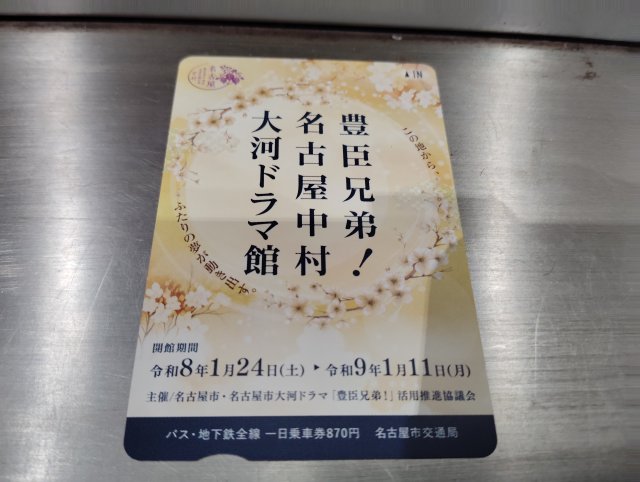 ▲IN
名古屋
豊臣兄弟!
名古屋中村
大河ドラマ館
この地から、
ふたりの夢が動き出す。
開館期間
令和8年1月24日(土)▶令和9年1月11日(月)
主催/名古屋市・名古屋市大河ドラマ「豊臣兄弟!」活用推進協議会
バス・地下鉄全線 一日乗車券870円 名古屋市交通局